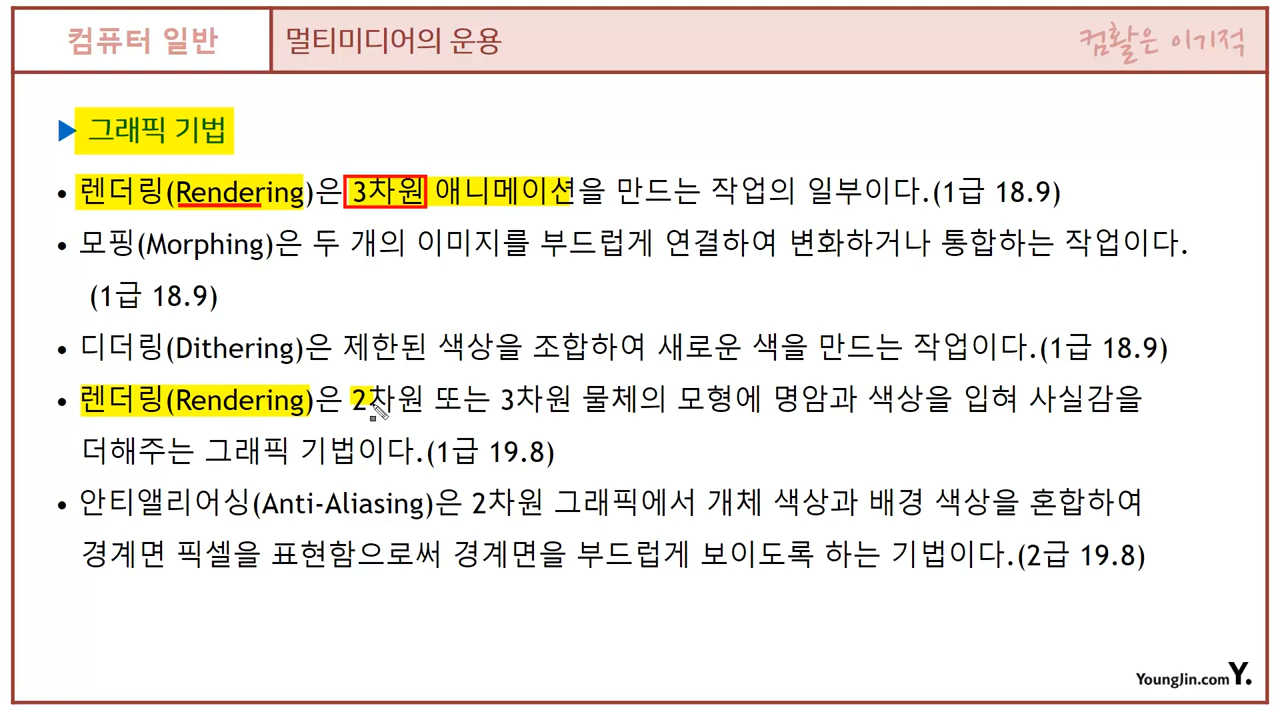 컴퓨터 일반
멀티미디어의 운용
컴활은 이기적
▶ 그래픽 기법
• 렌더링(Rendering)은 3차원 애니메이션을 만드는 작업의 일부이다.(1급 18.9)
• 모핑(Morphing)은 두 개의 이미지를 부드럽게 연결하여 변화하거나 통합하는 작업이다.
(1급 18.9)
• 디더링(Dithering)은 제한된 색상을 조합하여 새로운 색을 만드는 작업이다.(1급 18.9)
• 렌더링(Rendering)은 2차원 또는 3차원 물체의 모형에 명암과 색상을 입혀 사실감을
더해주는 그래픽 기법이다.(1급 19.8)
• 안티앨리어싱(Anti-Aliasing)은 2차원 그래픽에서 개체 색상과 배경 색상을 혼합하여
경계면 픽셀을 표현함으로써 경계면을 부드럽게 보이도록 하는 기법이다.(2급 19.8)
YoungJin.com Y.